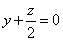 y + z/2 = 0